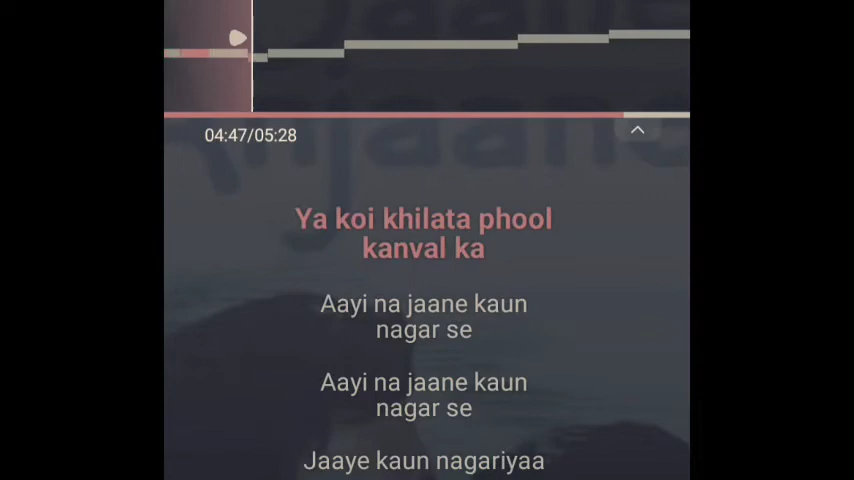 04:47/05:28
Ya koi khilata phool
kanval ka
Aayi na jaane kaun
nagar se
Aayi na jaane kaun
nagar se
Jaaye kaun nagariyaa